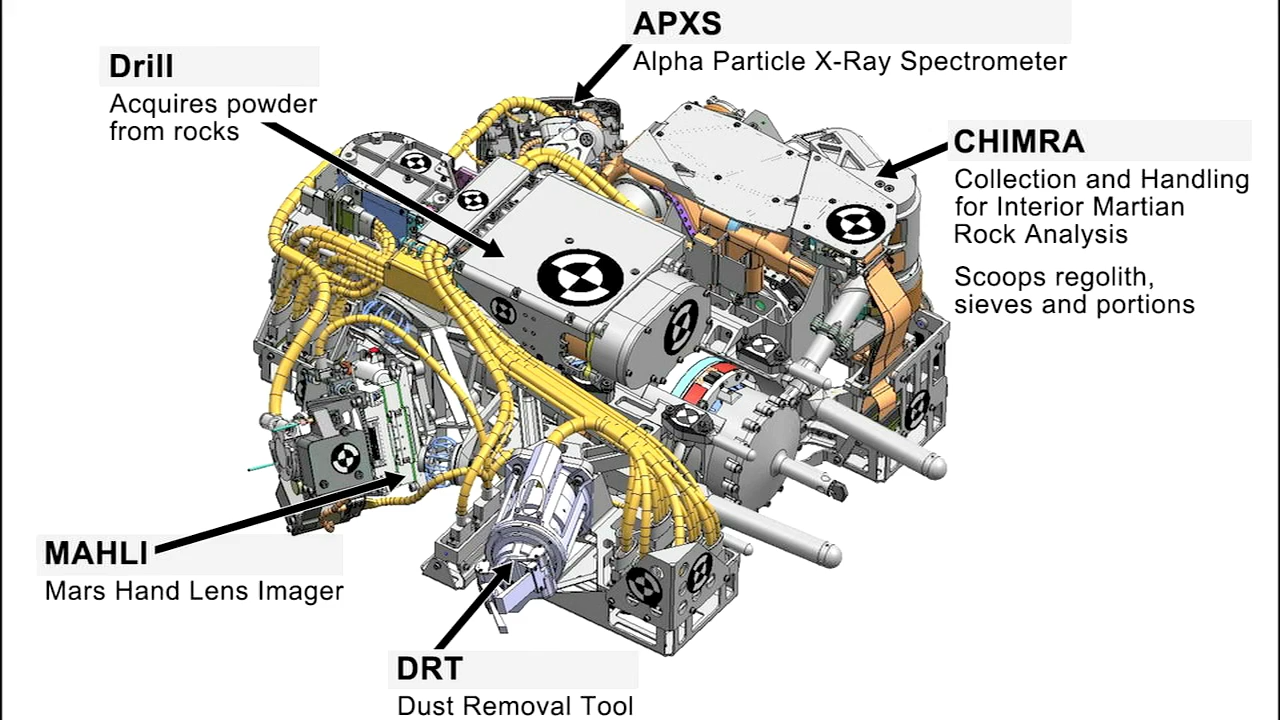 APXS
Alpha Particle X-Ray Spectrometer
Drill
Acquires powder
from rocks
CHIMRA
Collection and Handling
for Interior Martian
Rock Analysis
Scoops regolith,
sieves and portions
MAHLI
Mars Hand Lens Imager
DRT
Dust Removal Tool